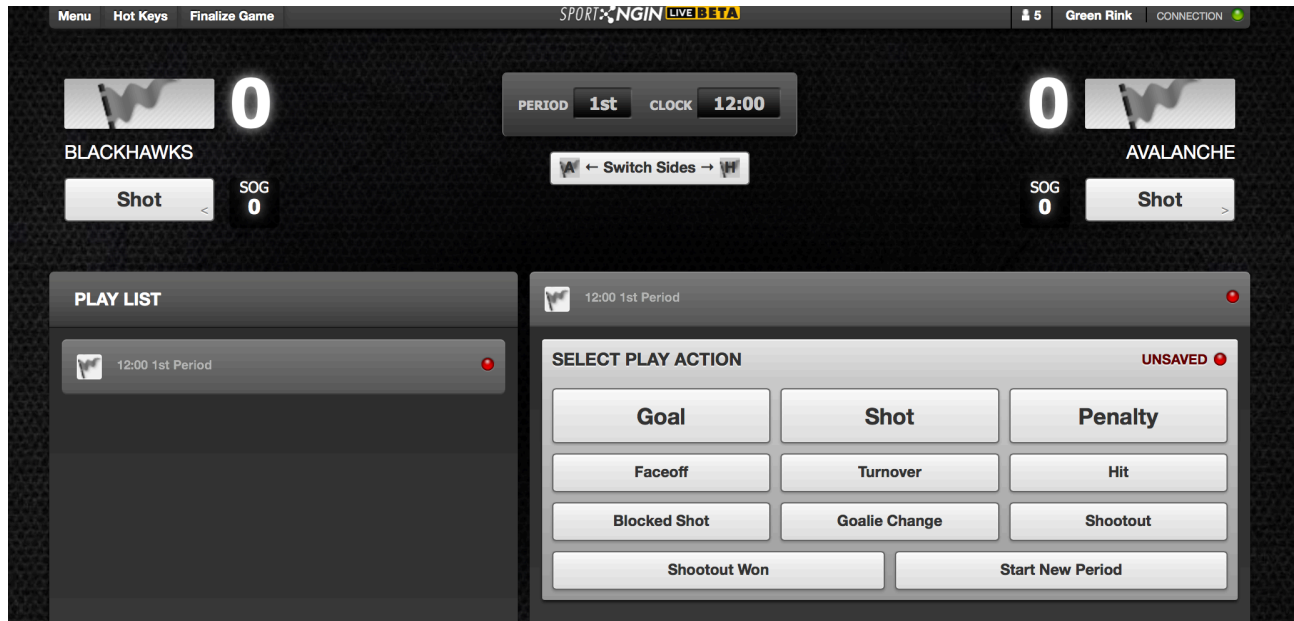 Menu Hot Keys Finalize Game SPORT NGIN LIVE BETA 5 Green Rink CONNECTION
0 0
PERIOD 1st CLOCK 12:00
BLACKHAWKS AVALANCHE
A ← Switch Sides → H
Shot < SOG 0 SOG 0 Shot >
PLAY LIST
12:00 1st Period
12:00 1st Period
SELECT PLAY ACTION UNSAVED
Goal Shot Penalty
Faceoff Turnover Hit
Blocked Shot Goalie Change Shootout
Shootout Won Start New Period